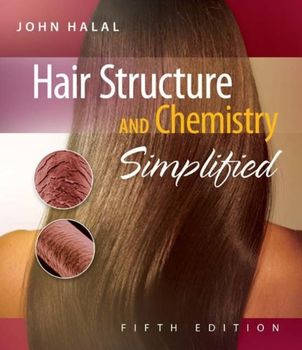 JOHN HALAL
Hair Structure
AND Chemistry
Simplified
FIFTH EDITION